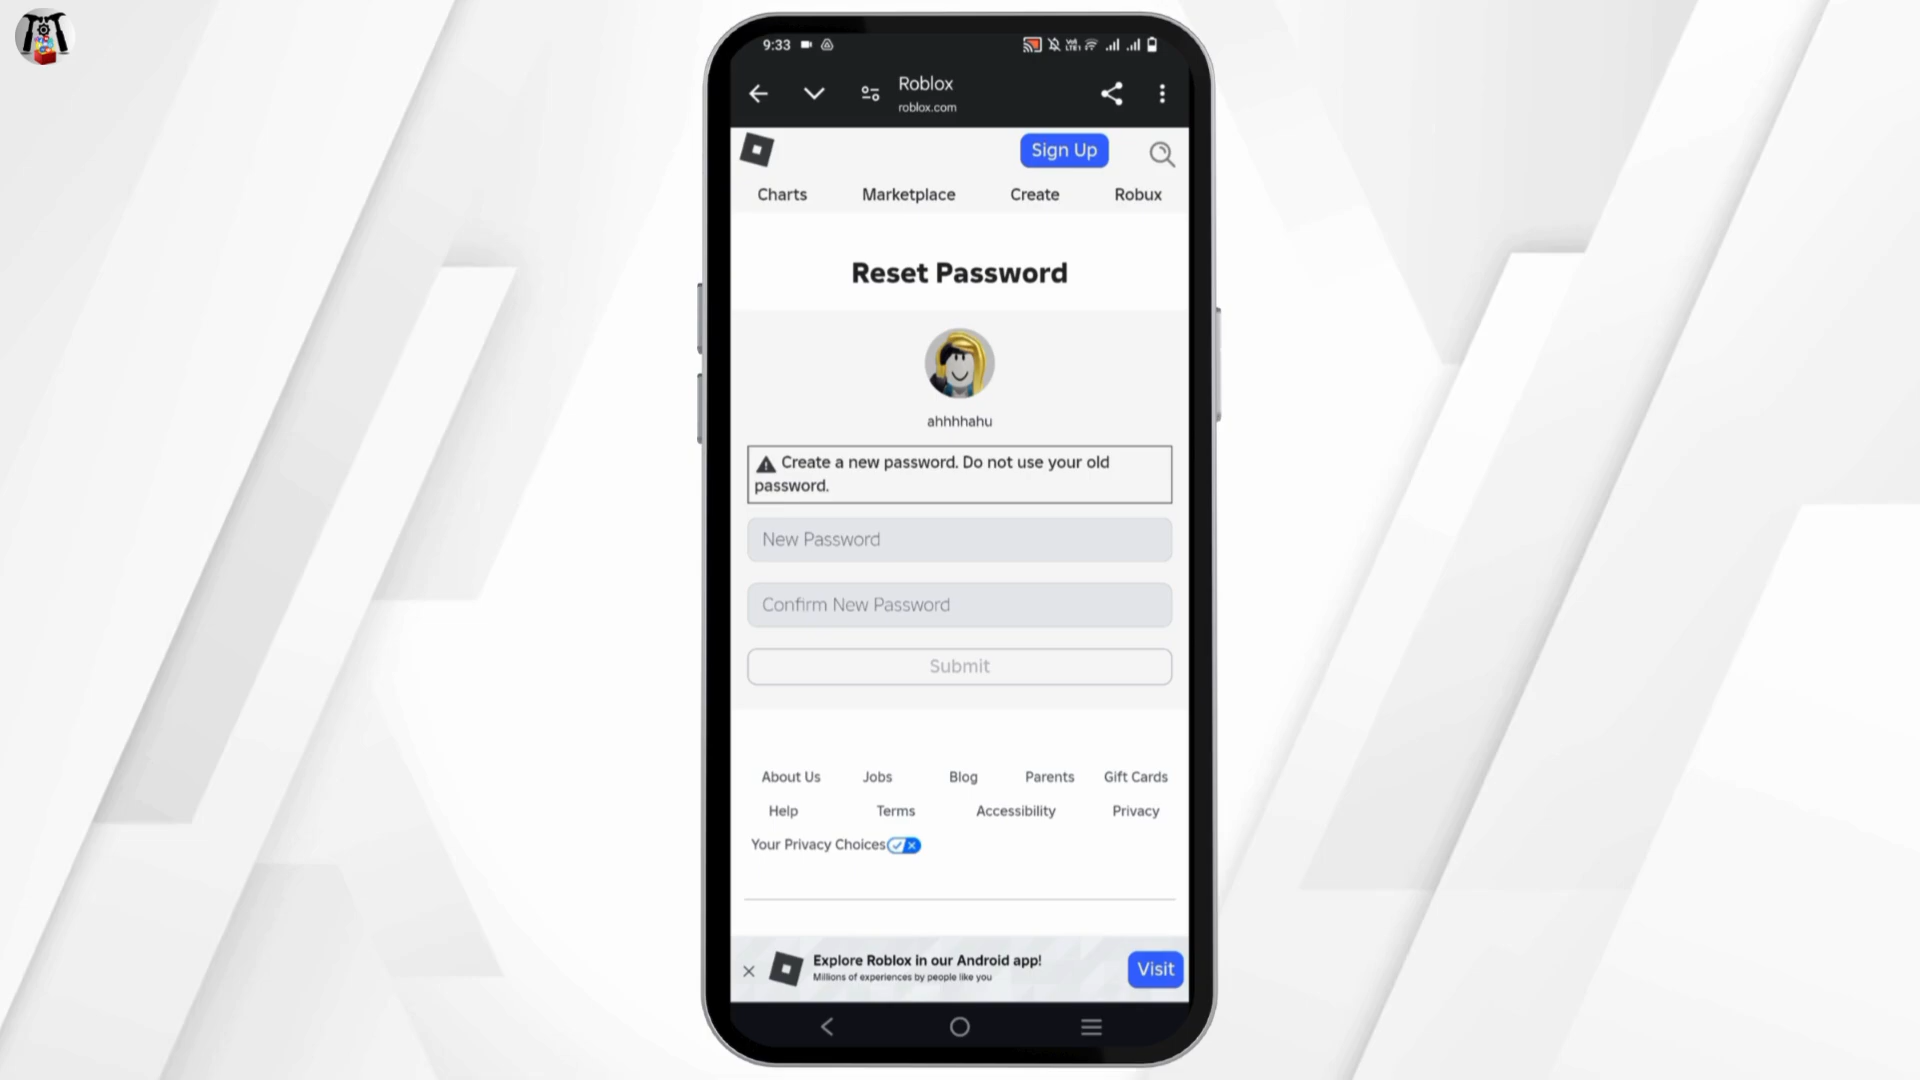 9:33
Roblox
roblox.com
Sign Up
Charts Marketplace Create Robux
Reset Password
ahhhhahu
Create a new password. Do not use your old
password.
New Password
Confirm New Password
Submit
About Us Jobs Blog Parents Gift Cards
Help Terms Accessibility Privacy
Your Privacy Choices
Explore Roblox in our Android app!
Millions of experiences by people like you
Visit